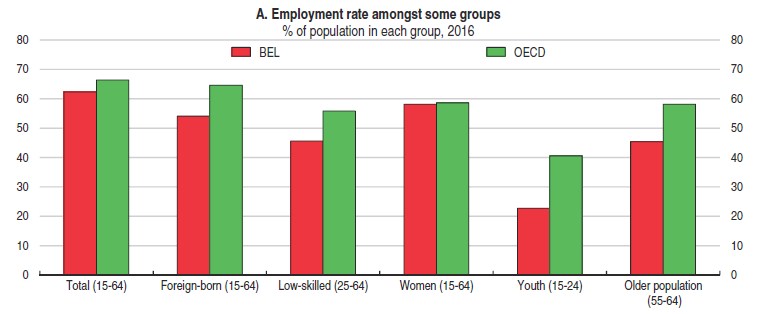 A. Employment rate amongst some groups
% of population in each group, 2016
BEL OECD
80 80
70 70
60 60
50 50
40 40
30 30
20 20
10 10
0 0
Total (15-64) Foreign-born (15-64) Low-skilled (25-64) Women (15-64) Youth (15-24) Older population
(55-64)